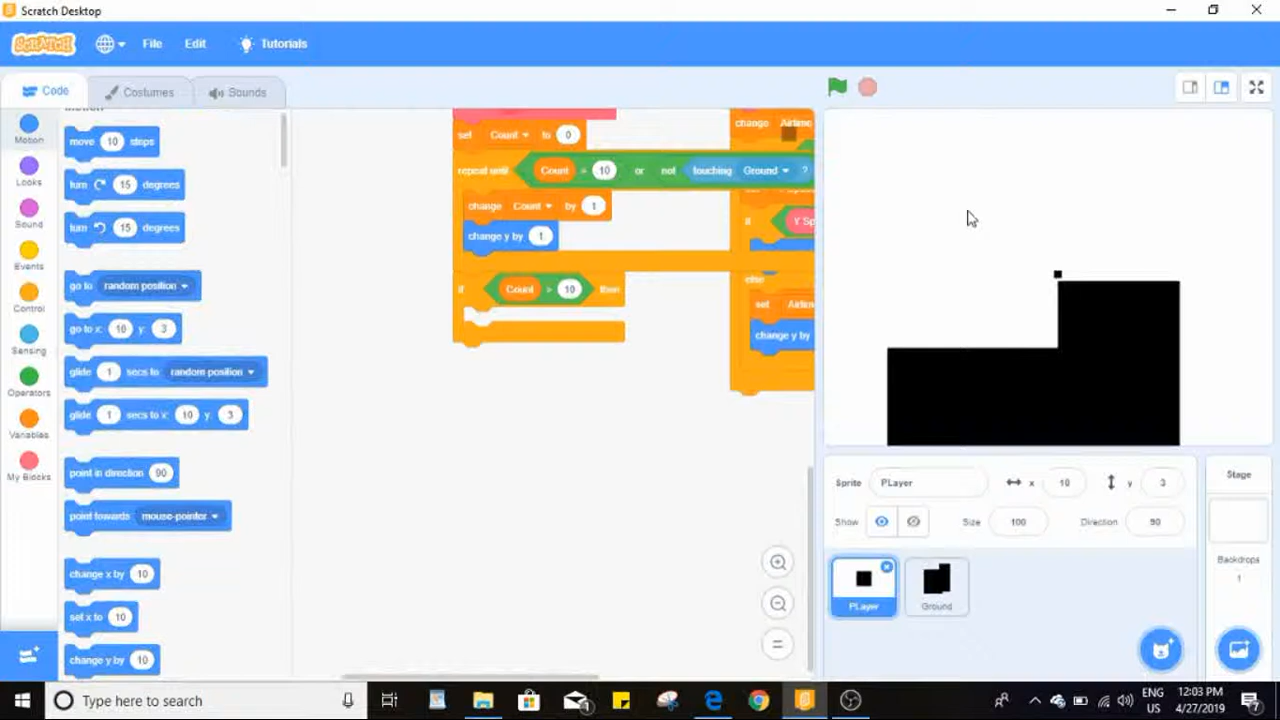 Scratch Desktop
SCRATCH
File
Edit
Tutorials
Code
Costumes
Sounds
Motion
Looks
Sound
Events
Control
Sensing
Operators
Variables
My Blocks
move 10 steps
turn 15 degrees
turn 15 degrees
go to random position
go to x: 10 y: 3
glide 1 secs to random position
glide 1 secs to x: 10 y: 3
point in direction 90
point towards mouse-pointer
change x by 10
set x to 10
change y by 10
set Count to 0
repeat until Count = 10 or not touching Ground ?
change Count by 1
change y by 1
if Count > 10 then
change Airtime
if Y Sp
else
set Airtim
change y by
Sprite PLayer x 10 y 3
Show Size 100 Direction 90
PLayer
Ground
Stage
Backdrops
1
Type here to search
ENG
US
12:03 PM
4/27/2019
7